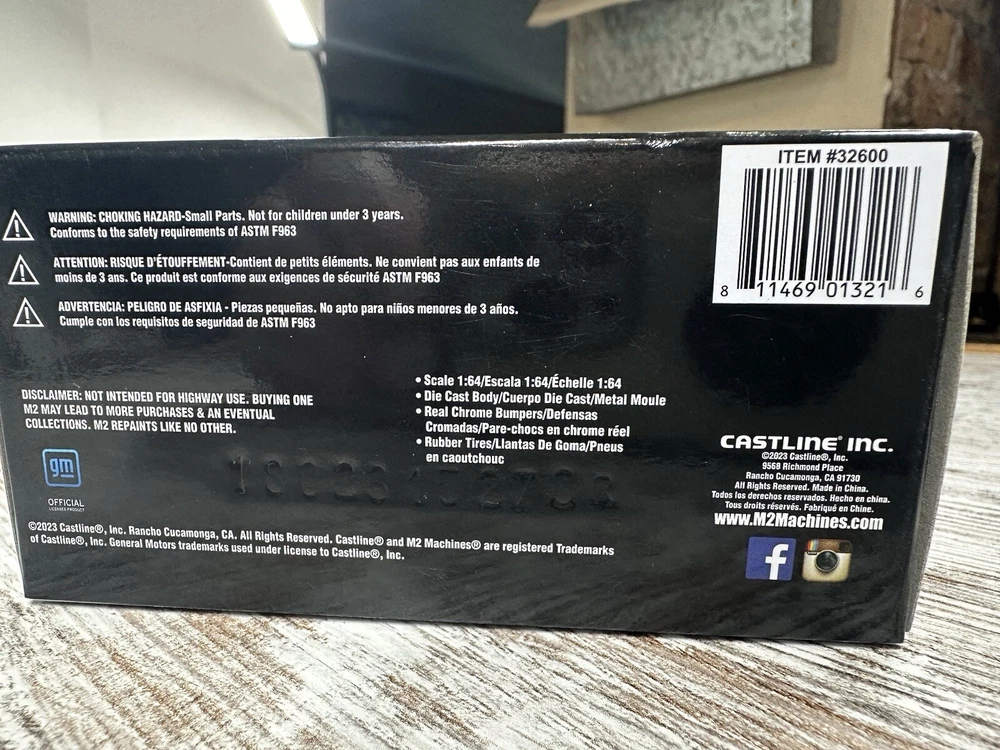 ITEM #32600
8 11469 01321 6
WARNING: CHOKING HAZARD-Small Parts. Not for children under 3 years.
Conforms to the safety requirements of ASTM F963
ATTENTION: RISQUE D'ÉTOUFFEMENT-Contient de petits éléments. Ne convient pas aux enfants de
moins de 3 ans. Ce produit est conforme aux exigences de sécurité ASTM F963
ADVERTENCIA: PELIGRO DE ASFIXIA - Piezas pequeñas. No apto para niños menores de 3 años.
Cumple con los requisitos de seguridad de ASTM F963
DISCLAIMER: NOT INTENDED FOR HIGHWAY USE. BUYING ONE
M2 MAY LEAD TO MORE PURCHASES & AN EVENTUAL
COLLECTIONS. M2 REPAINTS LIKE NO OTHER.
gm
OFFICIAL
LICENSED PRODUCT
• Scale 1:64/Escala 1:64/Échelle 1:64
• Die Cast Body/Cuerpo Die Cast/Metal Moule
• Real Chrome Bumpers/Defensas
Cromadas/Pare-chocs en chrome réel
• Rubber Tires/Llantas De Goma/Pneus
en caoutchouc
©2023 Castline®, Inc. Rancho Cucamonga, CA. All Rights Reserved. Castline® and M2 Machines® are registered Trademarks
of Castline®, Inc. General Motors trademarks used under license to Castline®, Inc.
CASTLINE® INC.
©2023 Castline®, Inc.
9568 Richmond Place
Rancho Cucamonga, CA 91730
All Rights Reserved. Made in China.
Todos los derechos reservados. Hecho en china.
Tous droits réservés. Fabriqué en Chine.
www.M2Machines.com
f